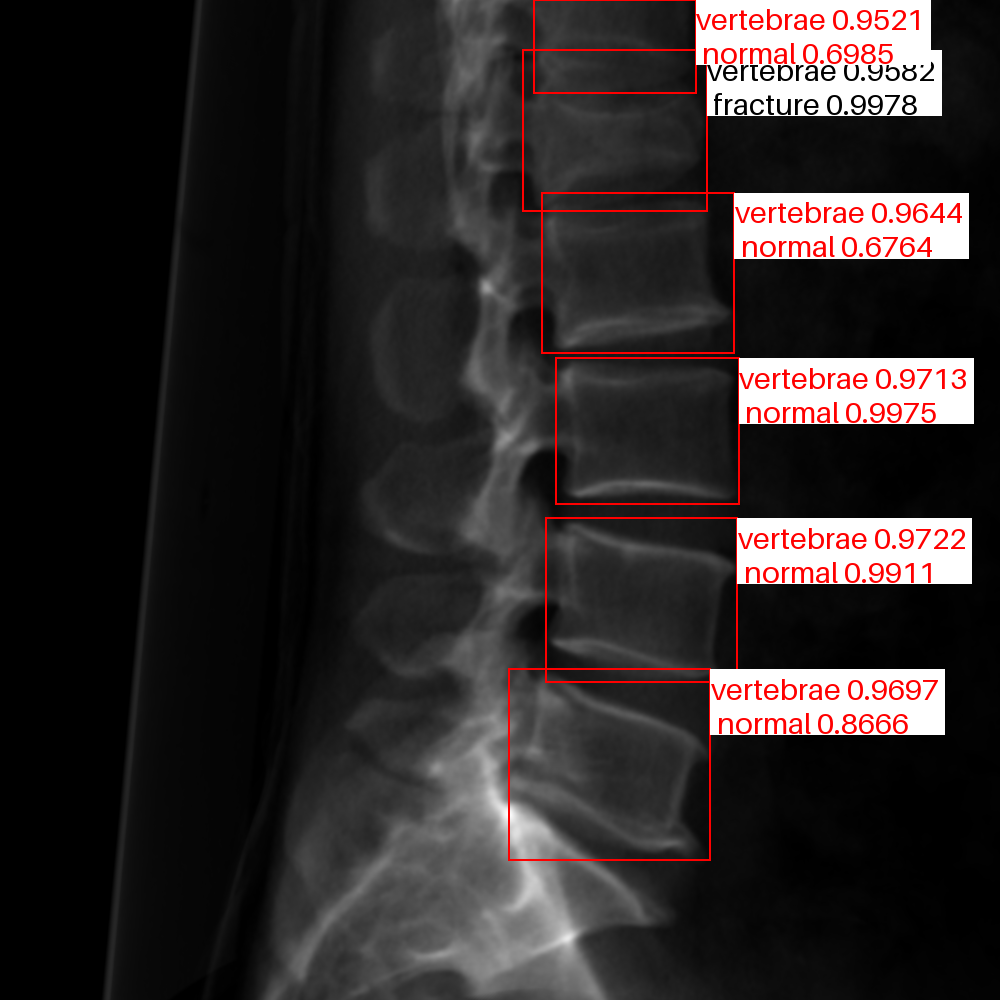 vertebrae 0.9521
normal 0.6985
vertebrae 0.9582
fracture 0.9978
vertebrae 0.9644
normal 0.6764
vertebrae 0.9713
normal 0.9975
vertebrae 0.9722
normal 0.9911
vertebrae 0.9697
normal 0.8666